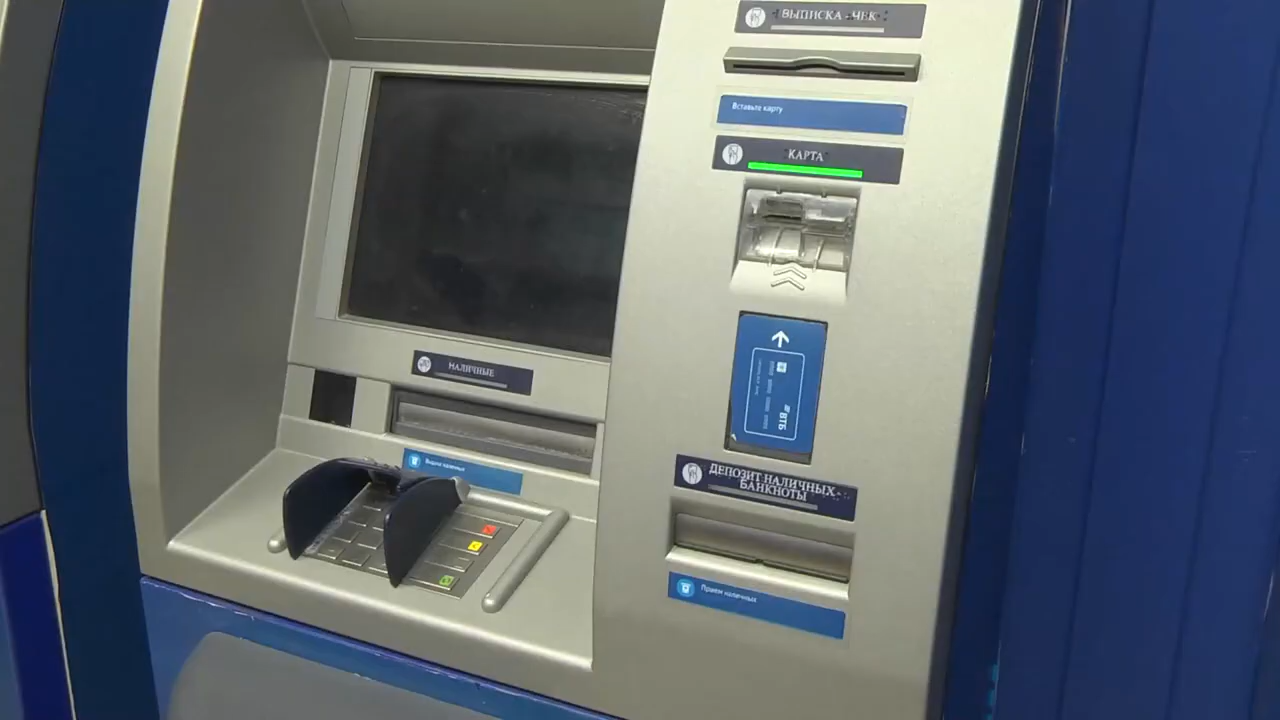 ВЫПИСКА - ЧЕК
Вставьте карту
КАРТА
НАЛИЧНЫЕ
ВТБ
Выдача наличных
ДЕПОЗИТ НАЛИЧНЫХ
БАНКНОТЫ
Прием наличных